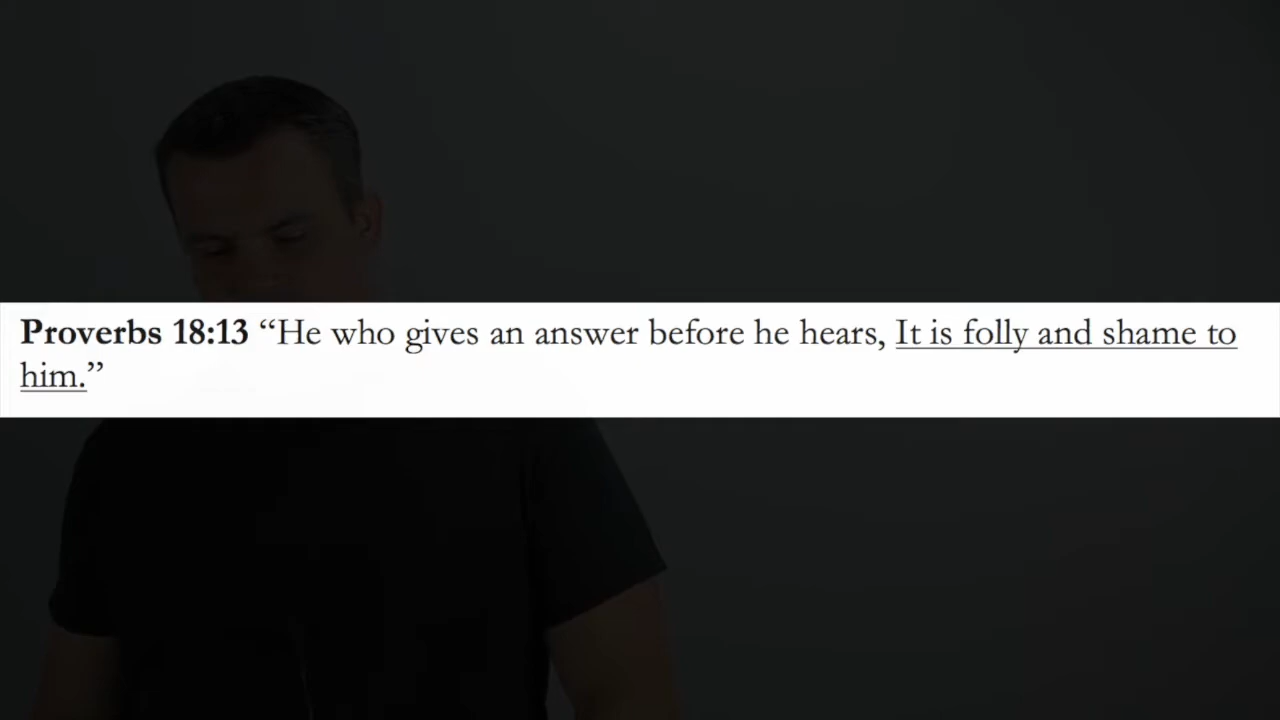 Proverbs 18:13 “He who gives an answer before he hears, It is folly and shame to
him.”